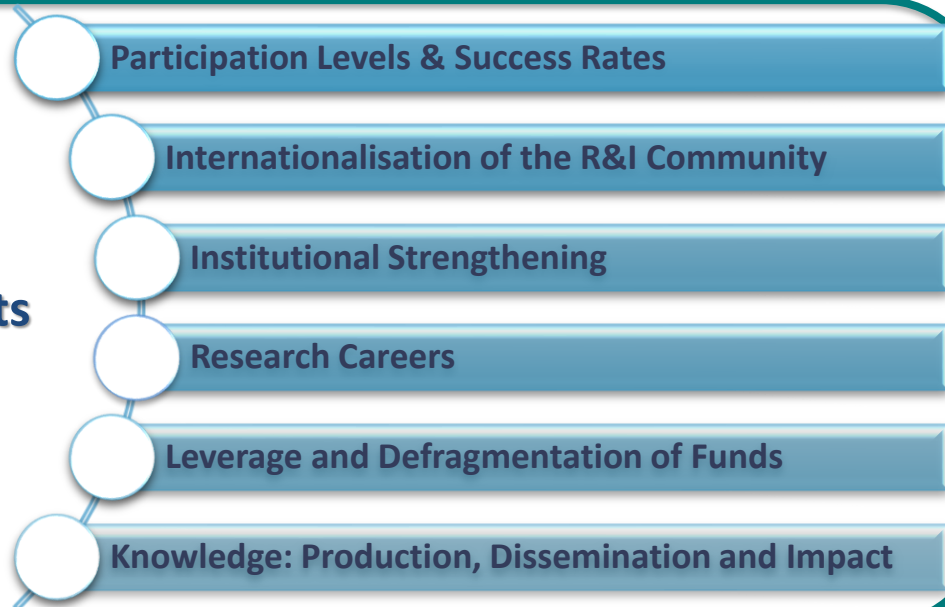 Participation Levels & Success Rates
Internationalisation of the R&I Community
Institutional Strengthening
ts
Research Careers
Leverage and Defragmentation of Funds
Knowledge: Production, Dissemination and Impact